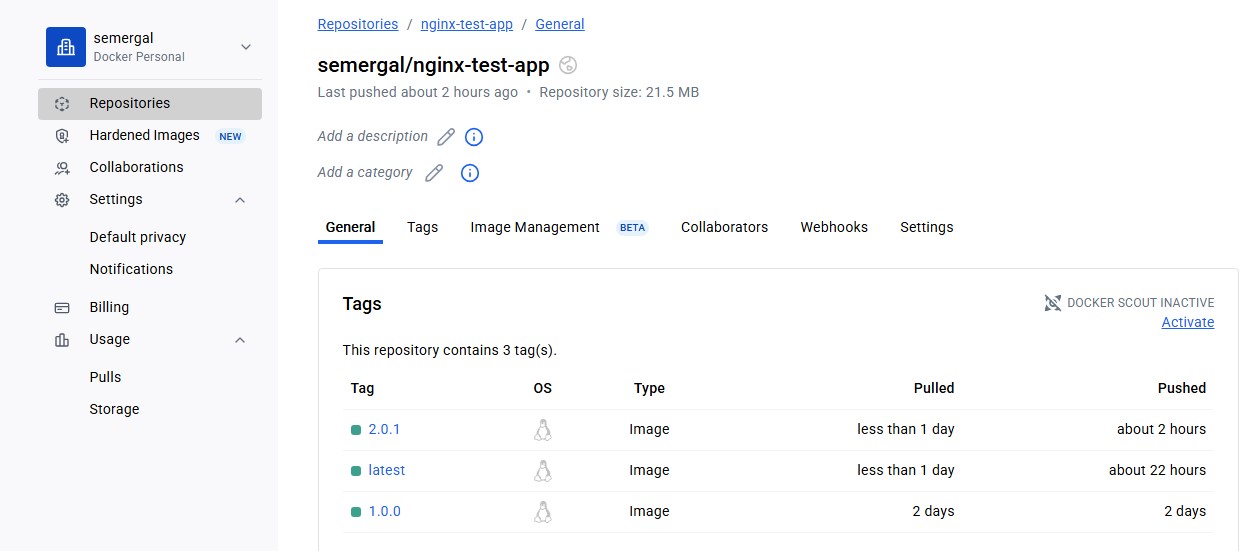 semergal
Docker Personal
Repositories
Hardened Images NEW
Collaborations
Settings
Default privacy
Notifications
Billing
Usage
Pulls
Storage
Repositories / nginx-test-app / General
semergal/nginx-test-app
Last pushed about 2 hours ago • Repository size: 21.5 MB
Add a description
Add a category
General Tags Image Management BETA Collaborators Webhooks Settings
Tags
DOCKER SCOUT INACTIVE
Activate
This repository contains 3 tag(s).
Tag OS Type Pulled Pushed
2.0.1 Image less than 1 day about 2 hours
latest Image less than 1 day about 22 hours
1.0.0 Image 2 days 2 days